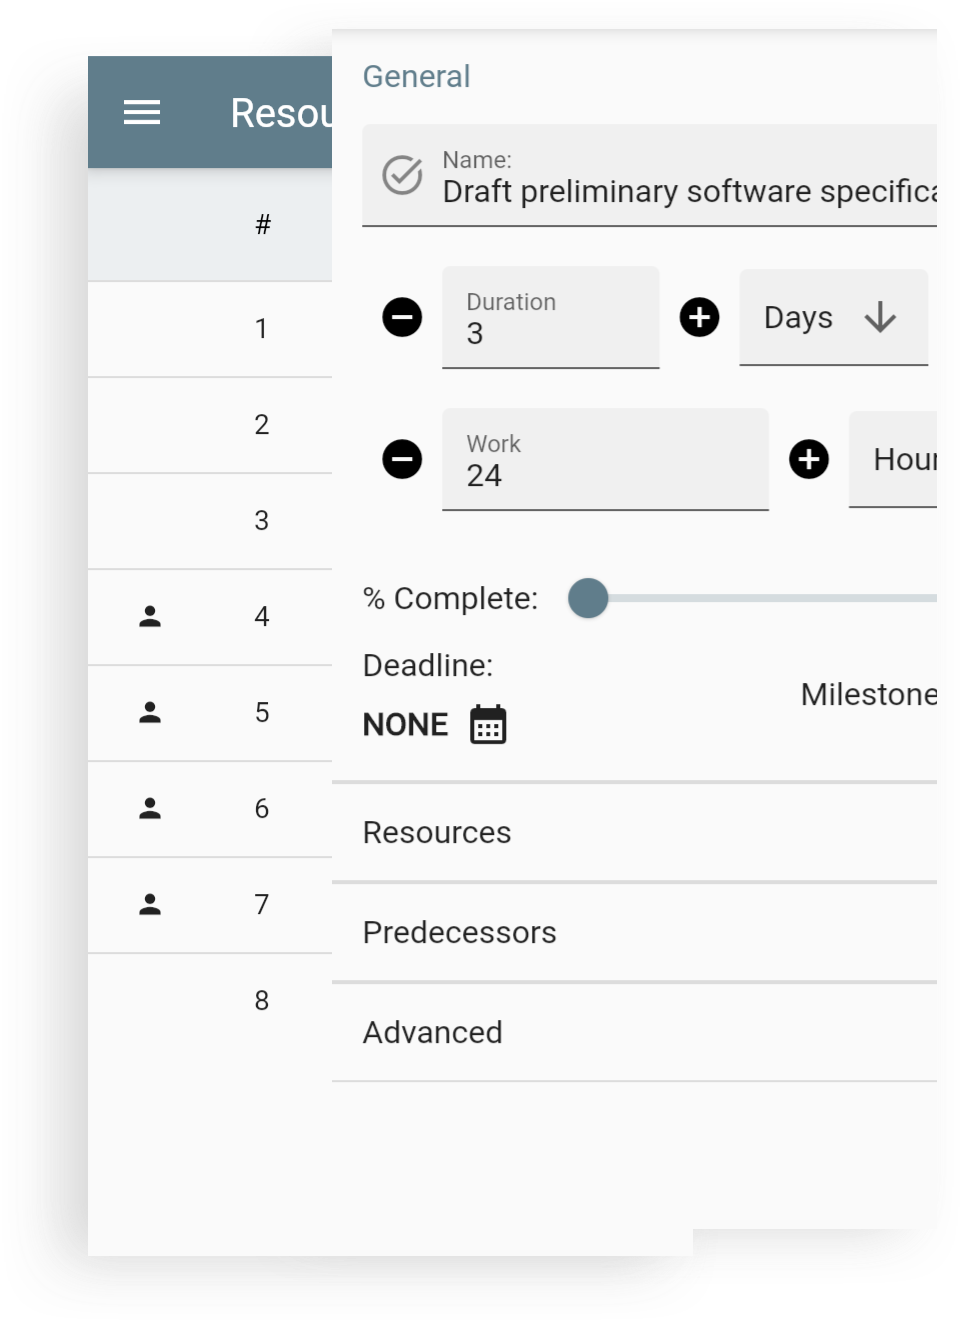 Resou
#
1
2
3
4
5
6
7
8
General
Name:
Draft preliminary software specifica
Duration
3
Days
Work
24
Hour
% Complete:
Deadline:
NONE
Milestone
Resources
Predecessors
Advanced